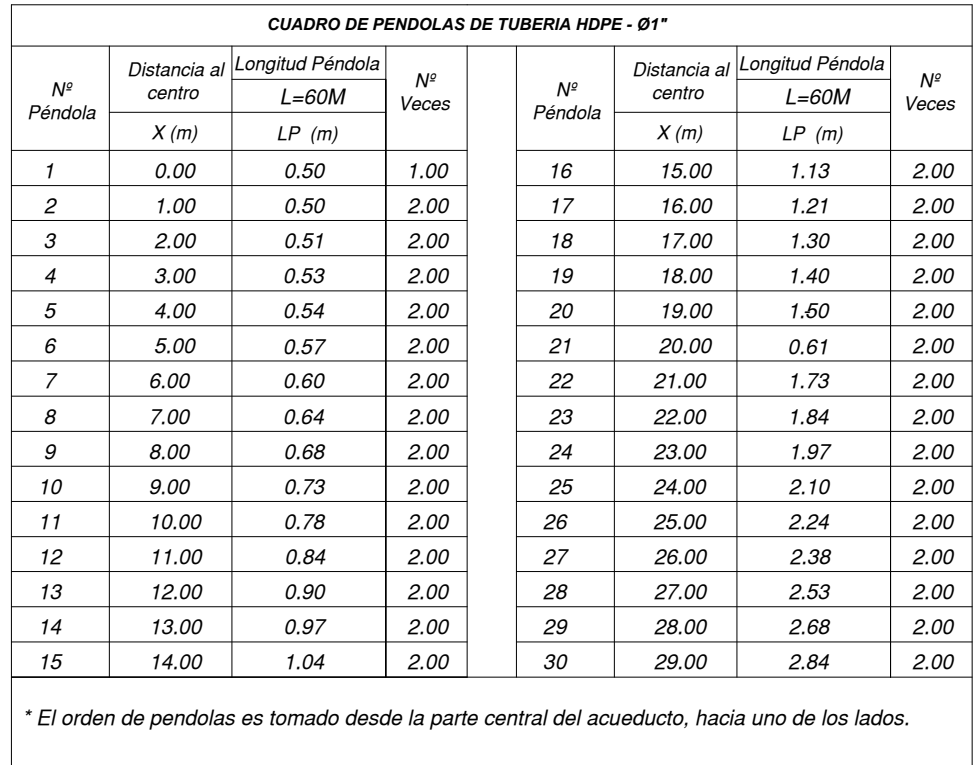 CUADRO DE PENDOLAS DE TUBERIA HDPE - Ø1"
Nº Péndola Distancia al centro Longitud Péndola Nº Veces Nº Péndola Distancia al centro Longitud Péndola Nº Veces
L=60M L=60M
X (m) LP (m) X (m) LP (m)
1 0.00 0.50 1.00 16 15.00 1.13 2.00
2 1.00 0.50 2.00 17 16.00 1.21 2.00
3 2.00 0.51 2.00 18 17.00 1.30 2.00
4 3.00 0.53 2.00 19 18.00 1.40 2.00
5 4.00 0.54 2.00 20 19.00 1.50 2.00
6 5.00 0.57 2.00 21 20.00 0.61 2.00
7 6.00 0.60 2.00 22 21.00 1.73 2.00
8 7.00 0.64 2.00 23 22.00 1.84 2.00
9 8.00 0.68 2.00 24 23.00 1.97 2.00
10 9.00 0.73 2.00 25 24.00 2.10 2.00
11 10.00 0.78 2.00 26 25.00 2.24 2.00
12 11.00 0.84 2.00 27 26.00 2.38 2.00
13 12.00 0.90 2.00 28 27.00 2.53 2.00
14 13.00 0.97 2.00 29 28.00 2.68 2.00
15 14.00 1.04 2.00 30 29.00 2.84 2.00
* El orden de pendolas es tomado desde la parte central del acueducto, hacia uno de los lados.